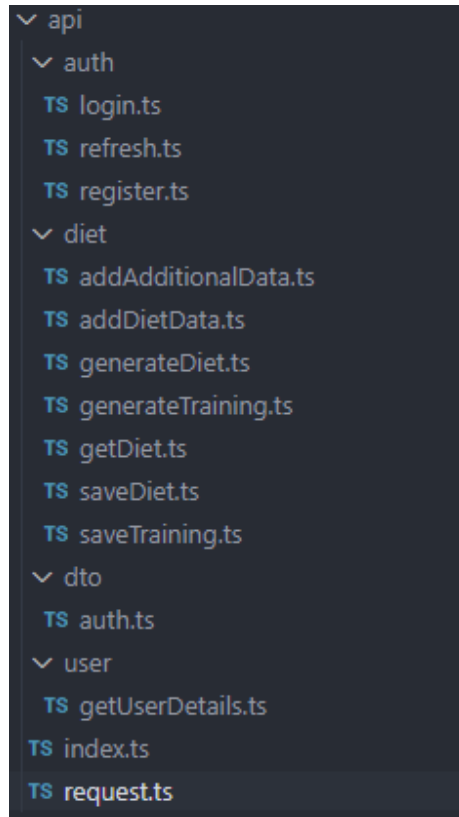 api
auth
TS login.ts
TS refresh.ts
TS register.ts
diet
TS addAdditionalData.ts
TS addDietData.ts
TS generateDiet.ts
TS generateTraining.ts
TS getDiet.ts
TS saveDiet.ts
TS saveTraining.ts
dto
TS auth.ts
user
TS getUserDetails.ts
TS index.ts
TS request.ts